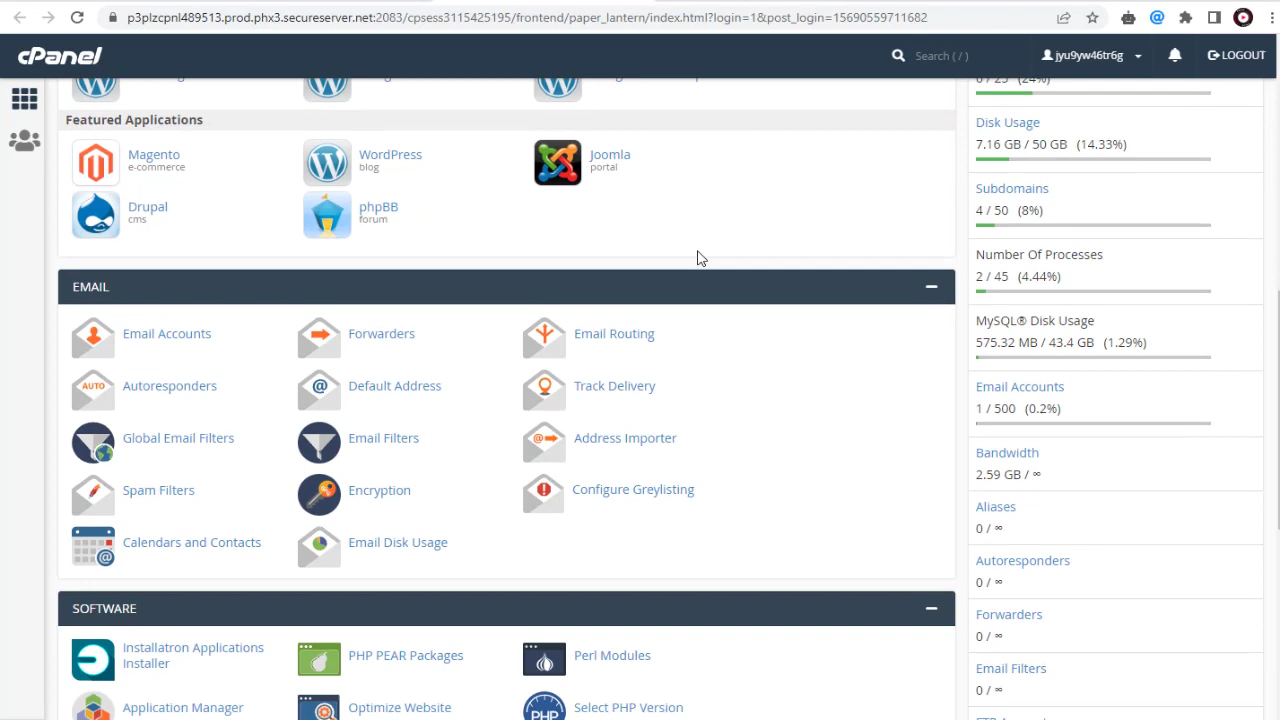 p3plzcpnl489513.prod.phx3.secureserver.net:2083/cpsess3115425195/frontend/paper_lantern/index.html?login=1&post_login=15690559711682
cPanel
Search ( / )
jyu9yw46tr6g
LOGOUT
Featured Applications
Magento
e-commerce
WordPress
blog
Joomla
portal
Drupal
cms
phpBB
forum
EMAIL
Email Accounts
Forwarders
Email Routing
Autoresponders
Default Address
Track Delivery
Global Email Filters
Email Filters
Address Importer
Spam Filters
Encryption
Configure Greylisting
Calendars and Contacts
Email Disk Usage
SOFTWARE
Installatron Applications
Installer
PHP PEAR Packages
Perl Modules
Application Manager
Optimize Website
Select PHP Version
6 / 25 (24%)
Disk Usage
7.16 GB / 50 GB (14.33%)
Subdomains
4 / 50 (8%)
Number Of Processes
2 / 45 (4.44%)
MySQL® Disk Usage
575.32 MB / 43.4 GB (1.29%)
Email Accounts
1 / 500 (0.2%)
Bandwidth
2.59 GB / ∞
Aliases
0 / ∞
Autoresponders
0 / ∞
Forwarders
0 / ∞
Email Filters
0 / ∞